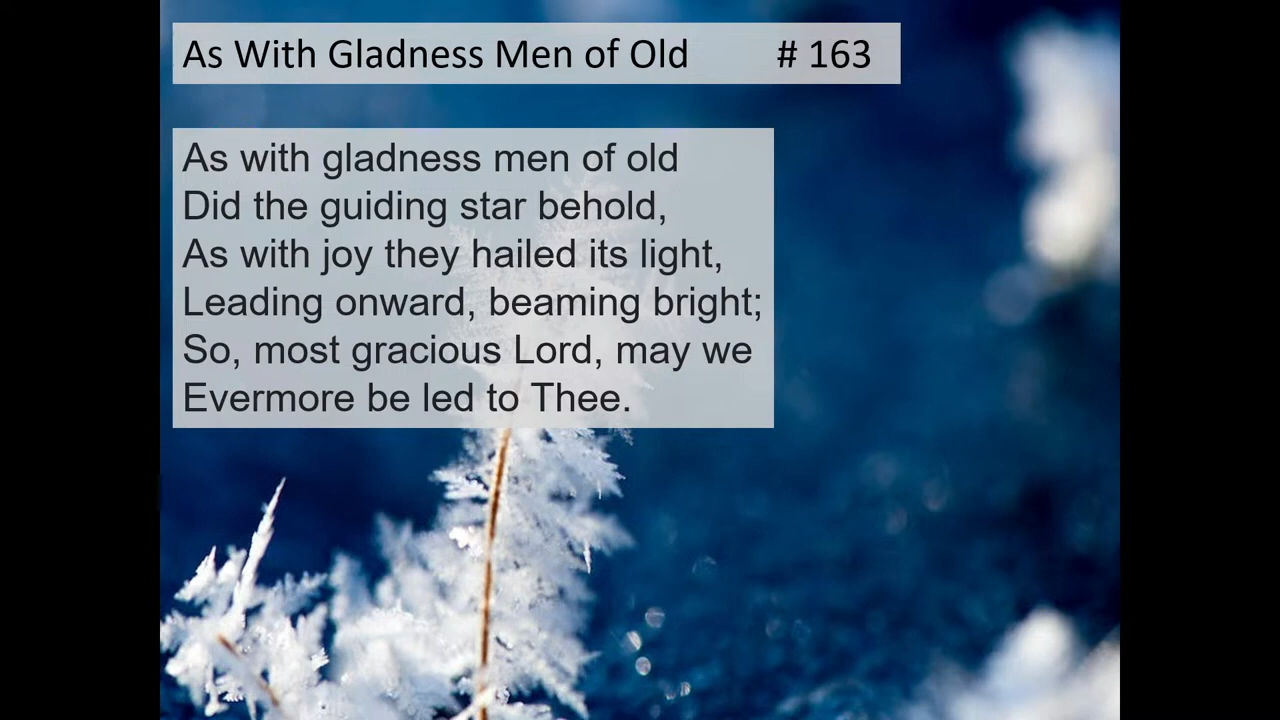 As With Gladness Men of Old # 163
As with gladness men of old
Did the guiding star behold,
As with joy they hailed its light,
Leading onward, beaming bright;
So, most gracious Lord, may we
Evermore be led to Thee.